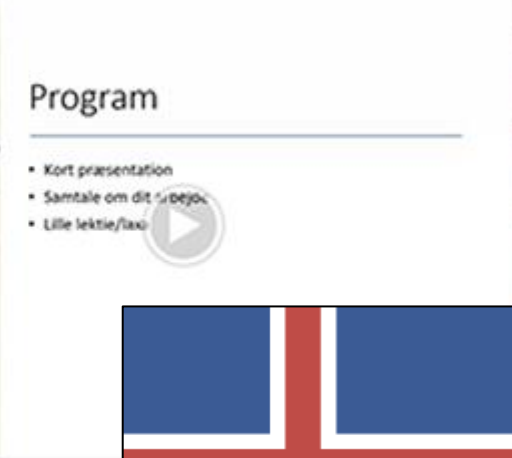 Program
▪ Kort præsentation
▪ Samtale om dit
▪ Lille lektie/